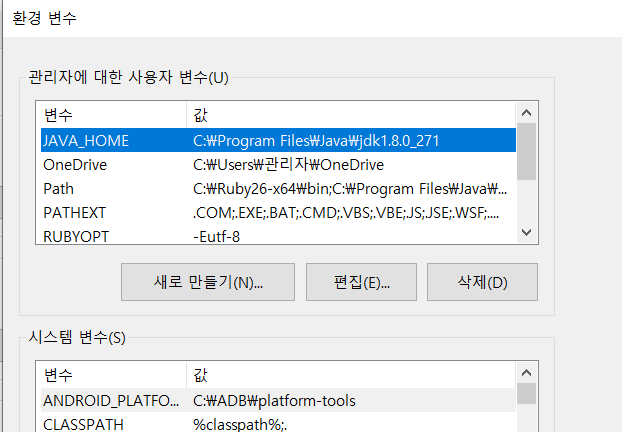 환경 변수
관리자에 대한 사용자 변수(U)
변수 값
JAVA_HOME C:₩Program Files₩Java₩jdk1.8.0_271
OneDrive C:₩Users₩관리자₩OneDrive
Path C:₩Ruby26-x64₩bin;C:₩Program Files₩Java₩...
PATHEXT .COM;.EXE;.BAT;.CMD;.VBS;.VBE;.JS;.JSE;.WSF;....
RUBYOPT -Eutf-8
새로 만들기(N)... 편집(E)... 삭제(D)
시스템 변수(S)
변수 값
ANDROID_PLATFO... C:₩ADB₩platform-tools
CLASSPATH %classpath%;.